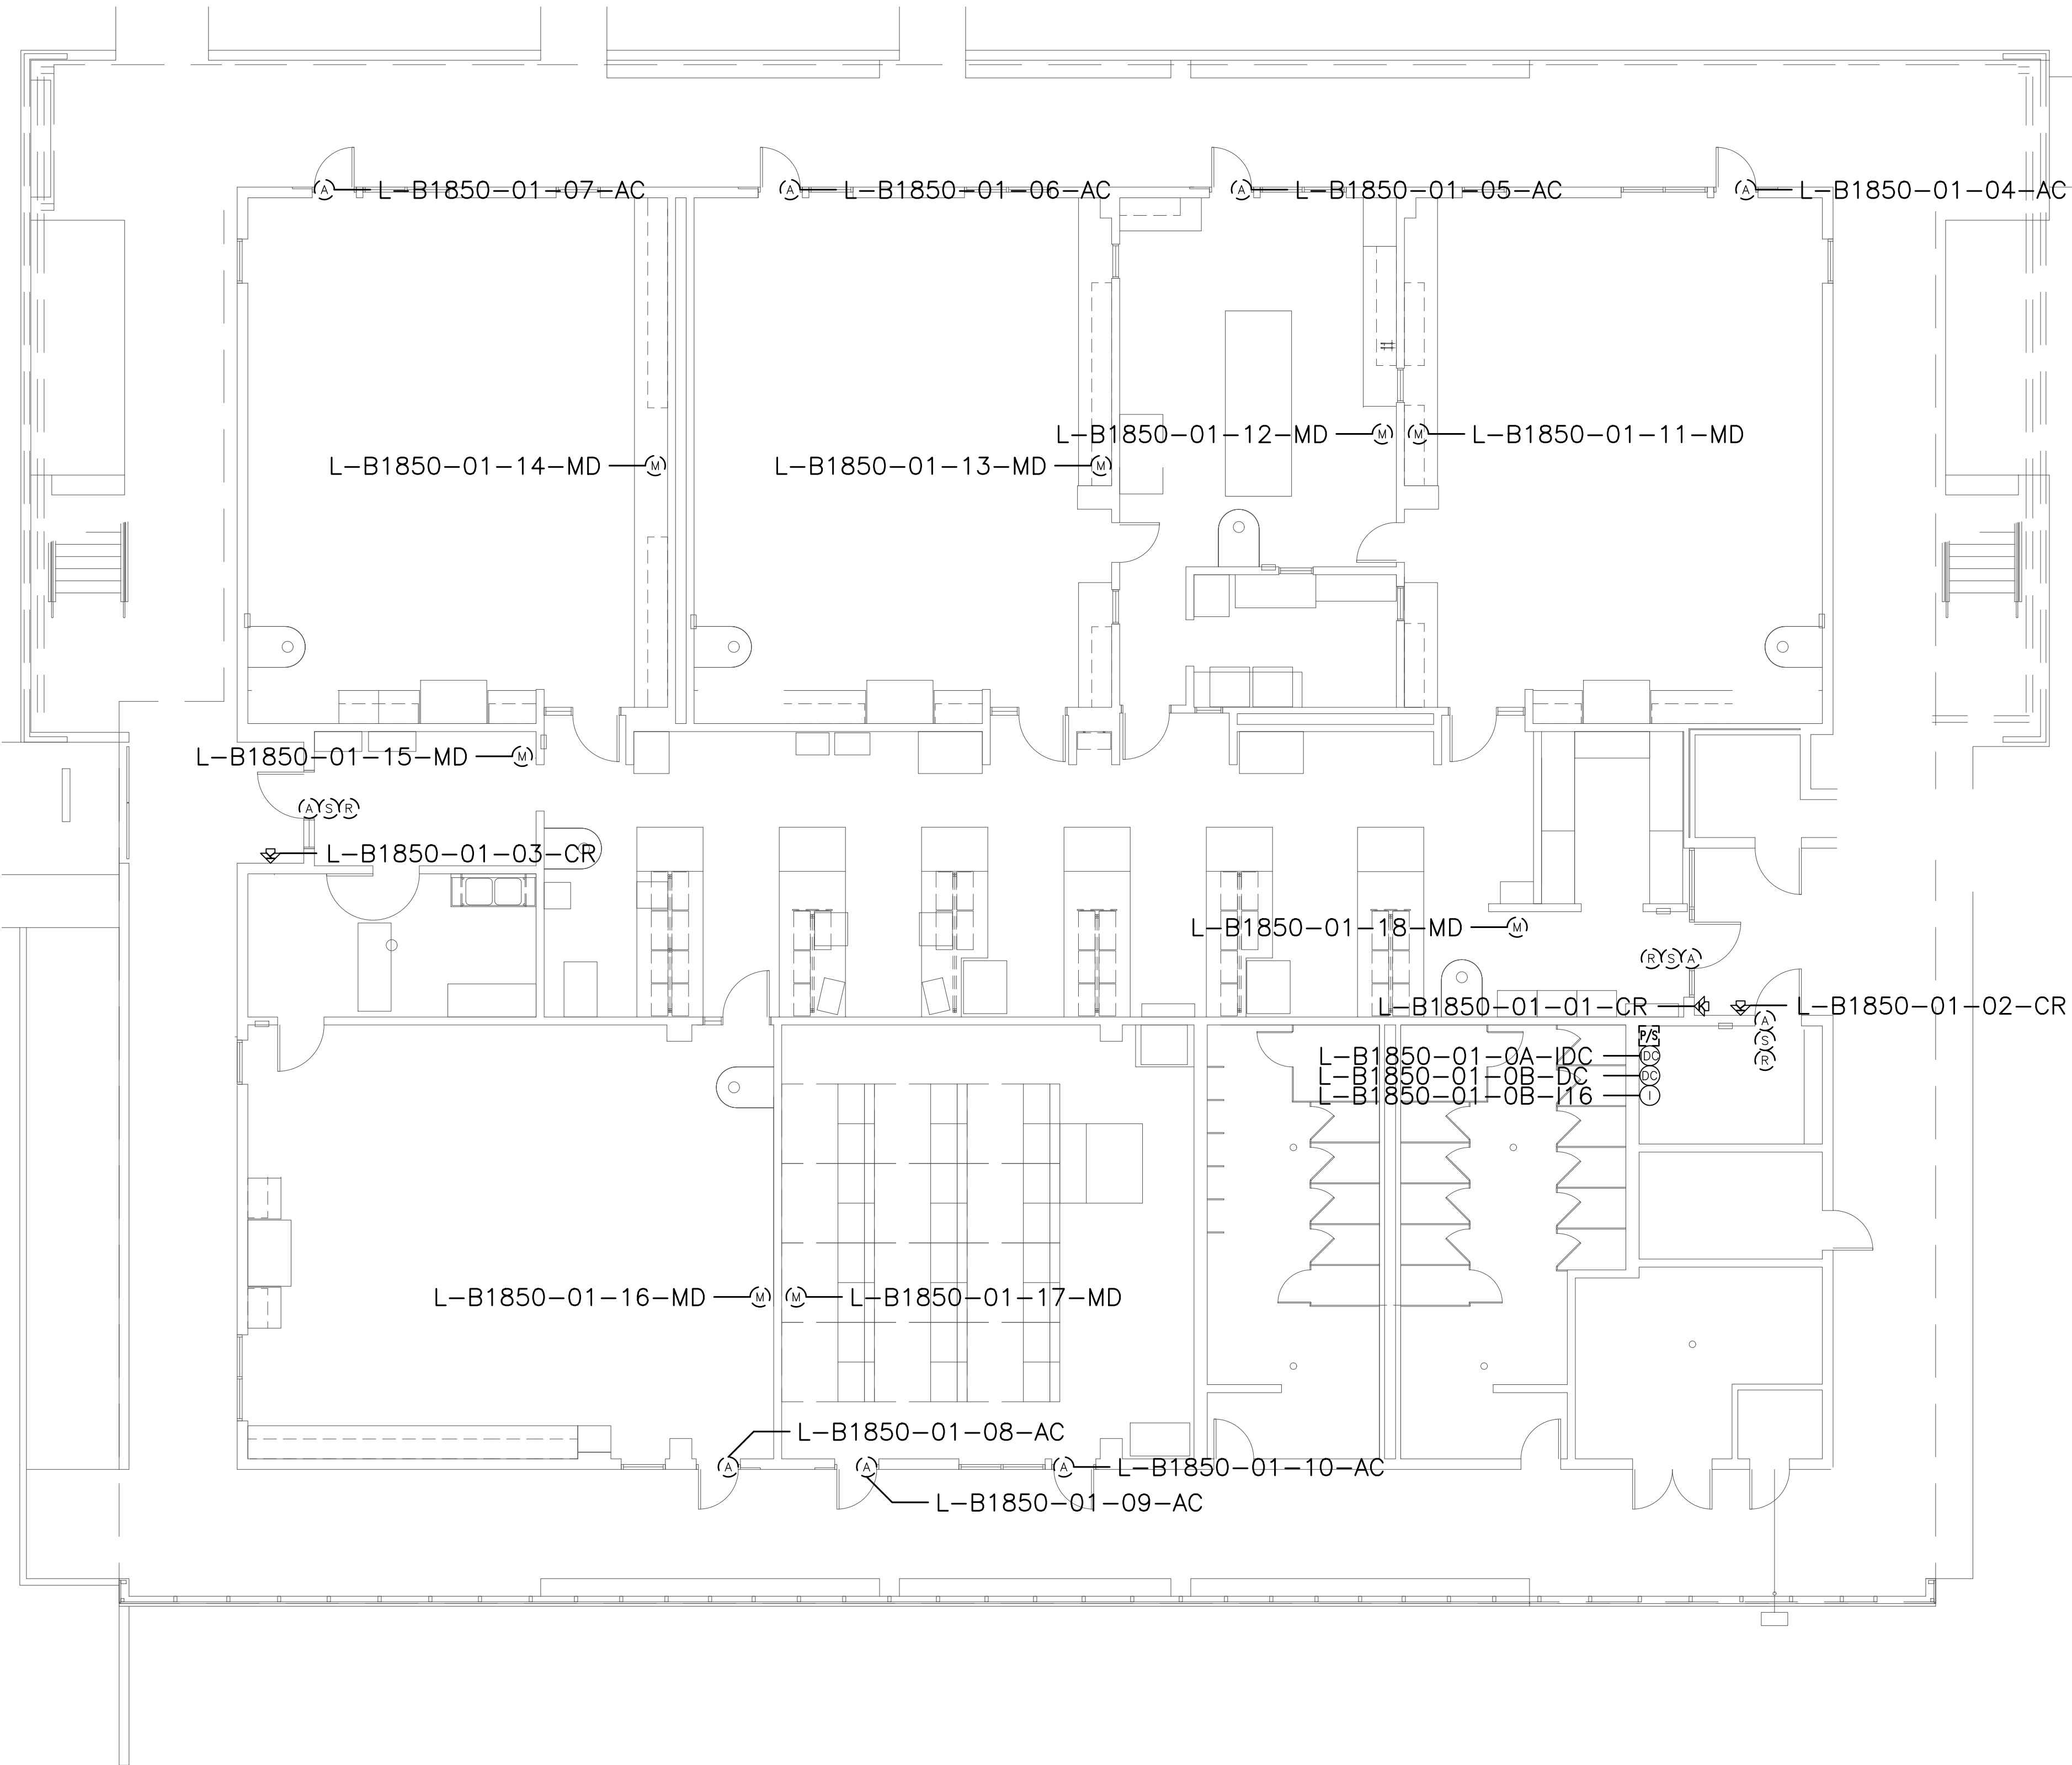 A L-B1850-01-07-AC A L-B1850-01-06-AC A L-B1850-01-05-AC A L-B1850-01-04-AC
L-B1850-01-12-MD M M L-B1850-01-11-MD
L-B1850-01-14-MD M L-B1850-01-13-MD M
L-B1850-01-15-MD M
A S R
L-B1850-01-03-CR
L-B1850-01-18-MD M
R S A
L-B1850-01-01-CR K K L-B1850-01-02-CR
A
S
R
P/S
L-B1850-01-0A-IDC IDC
L-B1850-01-0B-DC DC
L-B1850-01-0B-I16 I
L-B1850-01-16-MD M M L-B1850-01-17-MD
L-B1850-01-08-AC
A A A L-B1850-01-10-AC
L-B1850-01-09-AC